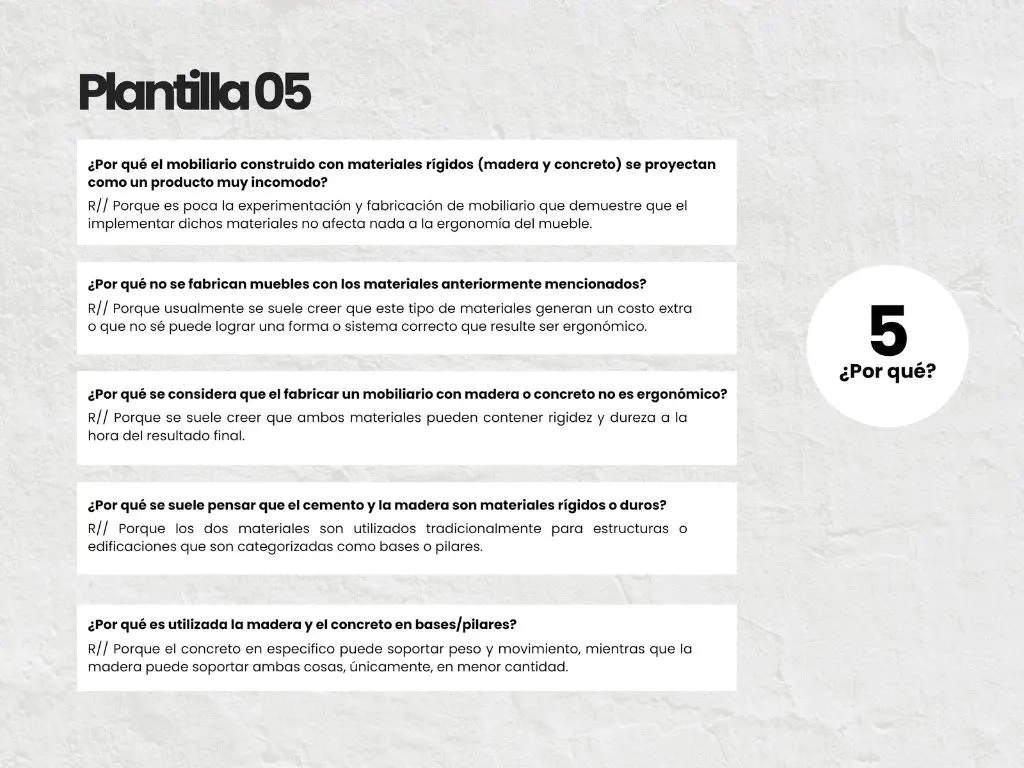 Plantilla 05
¿Por qué el mobiliario construido con materiales rígidos (madera y concreto) se proyectan
como un producto muy incomodo?
R// Porque es poca la experimentación y fabricación de mobiliario que demuestre que el
implementar dichos materiales no afecta nada a la ergonomía del mueble.
¿Por qué no se fabrican muebles con los materiales anteriormente mencionados?
R// Porque usualmente se suele creer que este tipo de materiales generan un costo extra
o que no sé puede lograr una forma o sistema correcto que resulte ser ergonómico.
¿Por qué se considera que el fabricar un mobiliario con madera o concreto no es ergonómico?
R// Porque se suele creer que ambos materiales pueden contener rigidez y dureza a la
hora del resultado final.
¿Por qué se suele pensar que el cemento y la madera son materiales rígidos o duros?
R// Porque los dos materiales son utilizados tradicionalmente para estructuras o
edificaciones que son categorizadas como bases o pilares.
¿Por qué es utilizada la madera y el concreto en bases/pilares?
R// Porque el concreto en especifico puede soportar peso y movimiento, mientras que la
madera puede soportar ambas cosas, únicamente, en menor cantidad.
5
¿Por qué?